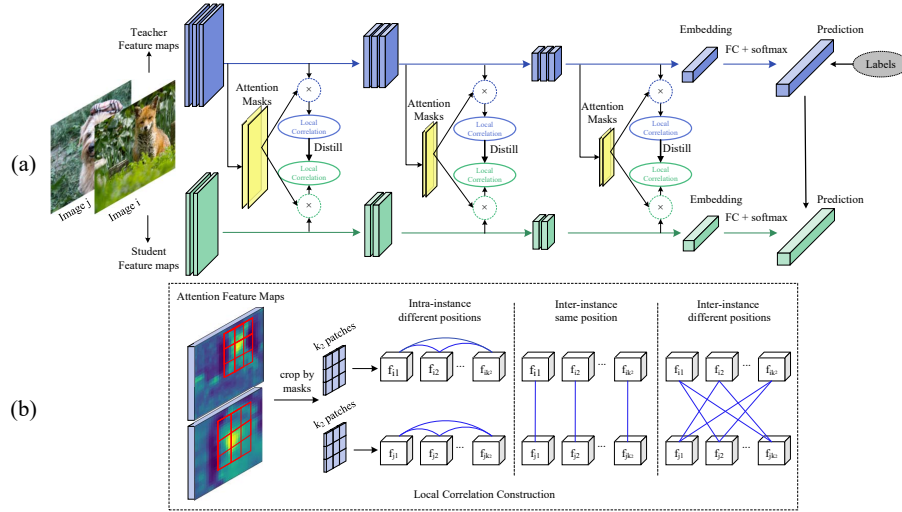 Teacher
Feature maps
Attention
Masks
×
Local
Correlation
Distill
Local
Correlation
×
Attention
Masks
×
Local
Correlation
Distill
Local
Correlation
×
Attention
Masks
×
Local
Correlation
Distill
Local
Correlation
×
Embedding
FC + softmax
Prediction
Labels
(a)
Image j
Image i
Student
Feature maps
Embedding
FC + softmax
Prediction
(b)
Attention Feature Maps
crop by
masks
k2 patches
k2 patches
Intra-instance
different positions
fi1 fi2 ... fik2
fj1 fj2 ... fjk2
Inter-instance
same position
fi1 fi2 ... fik2
fj1 fj2 ... fjk2
Inter-instance
different positions
fi1 fi2 ... fik2
fj1 fj2 ... fjk2
Local Correlation Construction